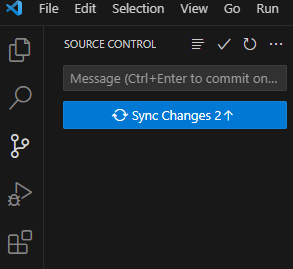 File Edit Selection View Go Run
SOURCE CONTROL
Message (Ctrl+Enter to commit on...
Sync Changes 2↑